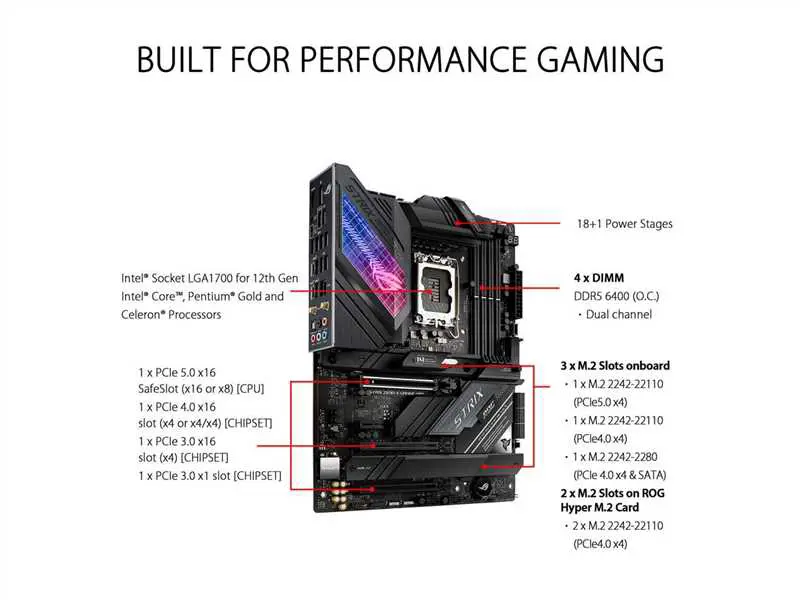 BUILT FOR PERFORMANCE GAMING
18+1 Power Stages
Intel® Socket LGA1700 for 12th Gen
Intel® Core™, Pentium® Gold and
Celeron® Processors
4 x DIMM
DDR5 6400 (O.C.)
・Dual channel
1 x PCIe 5.0 x16
SafeSlot (x16 or x8) [CPU]
1 x PCIe 4.0 x16
slot (x4 or x4/x4) [CHIPSET]
1 x PCIe 3.0 x16
slot (x4) [CHIPSET]
1 x PCIe 3.0 x1 slot [CHIPSET]
3 x M.2 Slots onboard
・1 x M.2 2242-22110
(PCIe5.0 x4)
・1 x M.2 2242-22110
(PCIe4.0 x4)
・1 x M.2 2242-2280
(PCIe 4.0 x4 & SATA)
2 x M.2 Slots on ROG
Hyper M.2 Card
・2 x M.2 2242-22110
(PCIe4.0 x4)
STRIX
STRIX